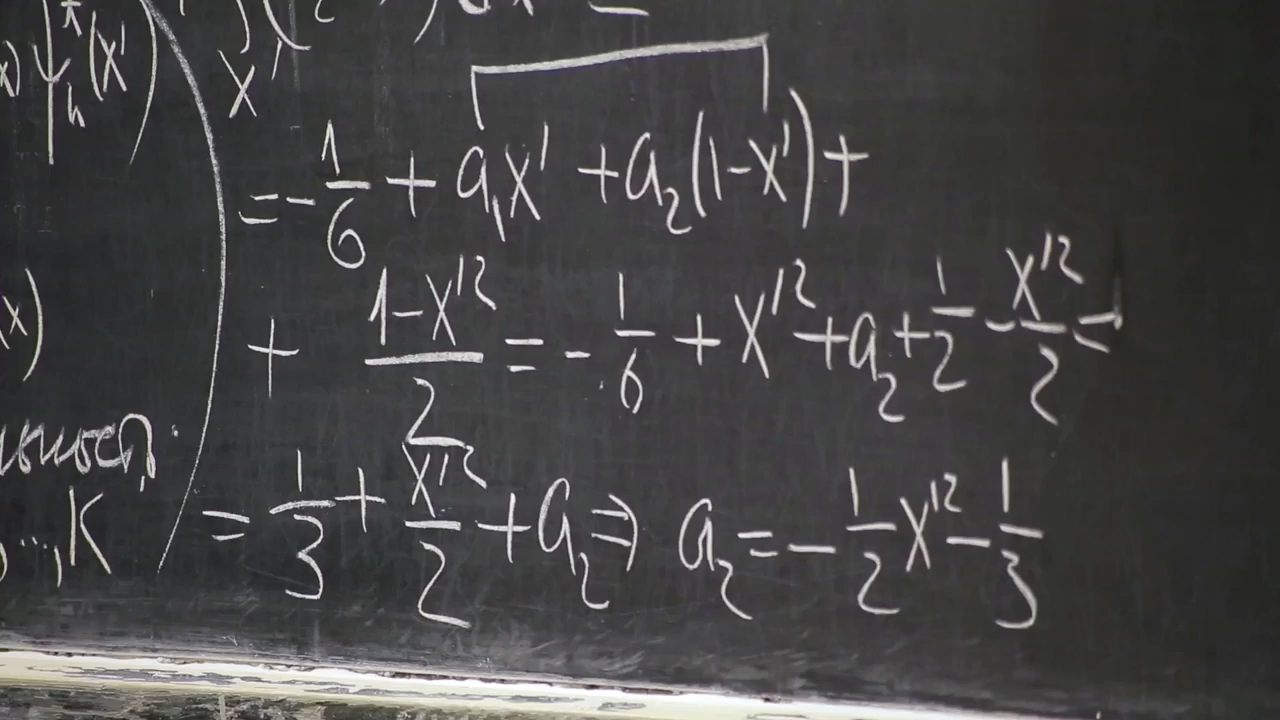 x) ψₙ*(x′)
x′
= - 1/6 + a₁x′ + a₂(1-x′) +
x)
+ (1-x′²)/2 = - 1/6 + x′² + a₂ + 1/2 - x′²/2 =
= 1/3 + x′²/2 + a₂ ⇒ a₂ = - 1/2 x′² - 1/3
)...,K